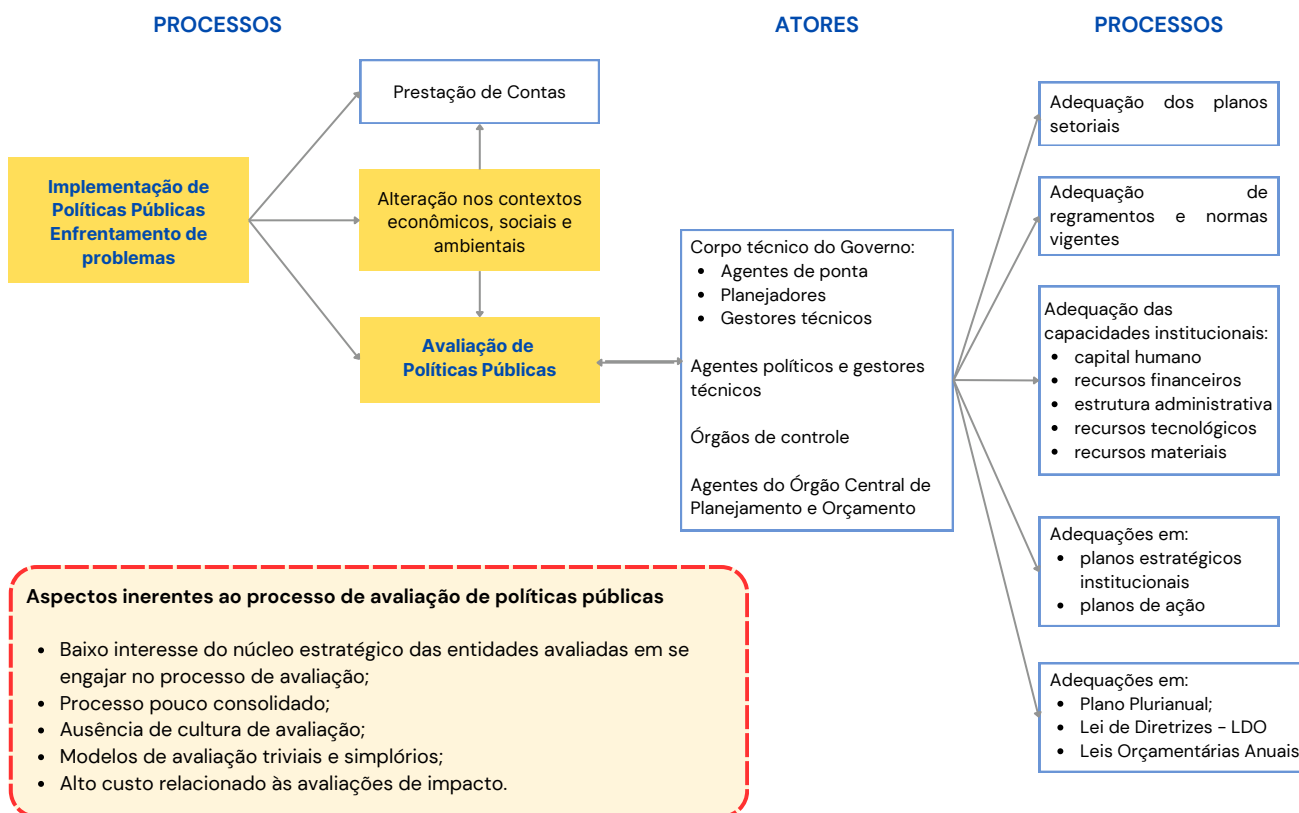 PROCESSOS
ATORES
PROCESSOS
Prestação de Contas
Implementação de
Políticas Públicas
Enfrentamento de
problemas
Alteração nos contextos
econômicos, sociais e
ambientais
Avaliação de
Políticas Públicas
Corpo técnico do Governo:
• Agentes de ponta
• Planejadores
• Gestores técnicos
Agentes políticos e gestores
técnicos
Órgãos de controle
Agentes do Órgão Central de
Planejamento e Orçamento
Adequação dos planos
setoriais
Adequação de
regramentos e normas
vigentes
Adequação das
capacidades institucionais:
• capital humano
• recursos financeiros
• estrutura administrativa
• recursos tecnológicos
• recursos materiais
Adequações em:
• planos estratégicos
institucionais
• planos de ação
Adequações em:
• Plano Plurianual;
• Lei de Diretrizes - LDO
• Leis Orçamentárias Anuais
Aspectos inerentes ao processo de avaliação de políticas públicas
• Baixo interesse do núcleo estratégico das entidades avaliadas em se
engajar no processo de avaliação;
• Processo pouco consolidado;
• Ausência de cultura de avaliação;
• Modelos de avaliação triviais e simplórios;
• Alto custo relacionado às avaliações de impacto.